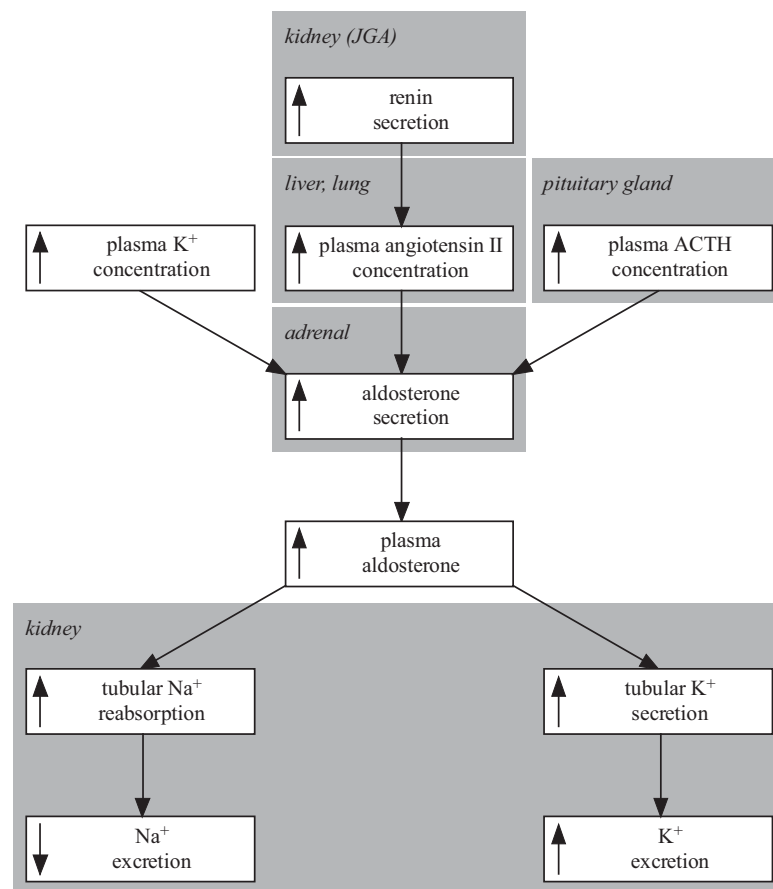 kidney (JGA)
renin
secretion
liver, lung
pituitary gland
plasma K⁺
concentration
plasma angiotensin II
concentration
plasma ACTH
concentration
adrenal
aldosterone
secretion
plasma
aldosterone
kidney
tubular Na⁺
reabsorption
tubular K⁺
secretion
Na⁺
excretion
K⁺
excretion